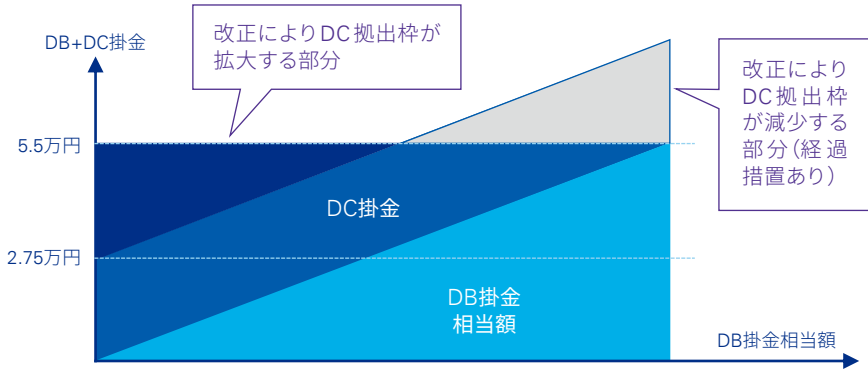 DB+DC掛金
改正によりDC拠出枠が
拡大する部分
改正により
DC拠出枠
が減少する
部分（経過
措置あり）
5.5万円
DC掛金
2.75万円
DB掛金
相当額
DB掛金相当額